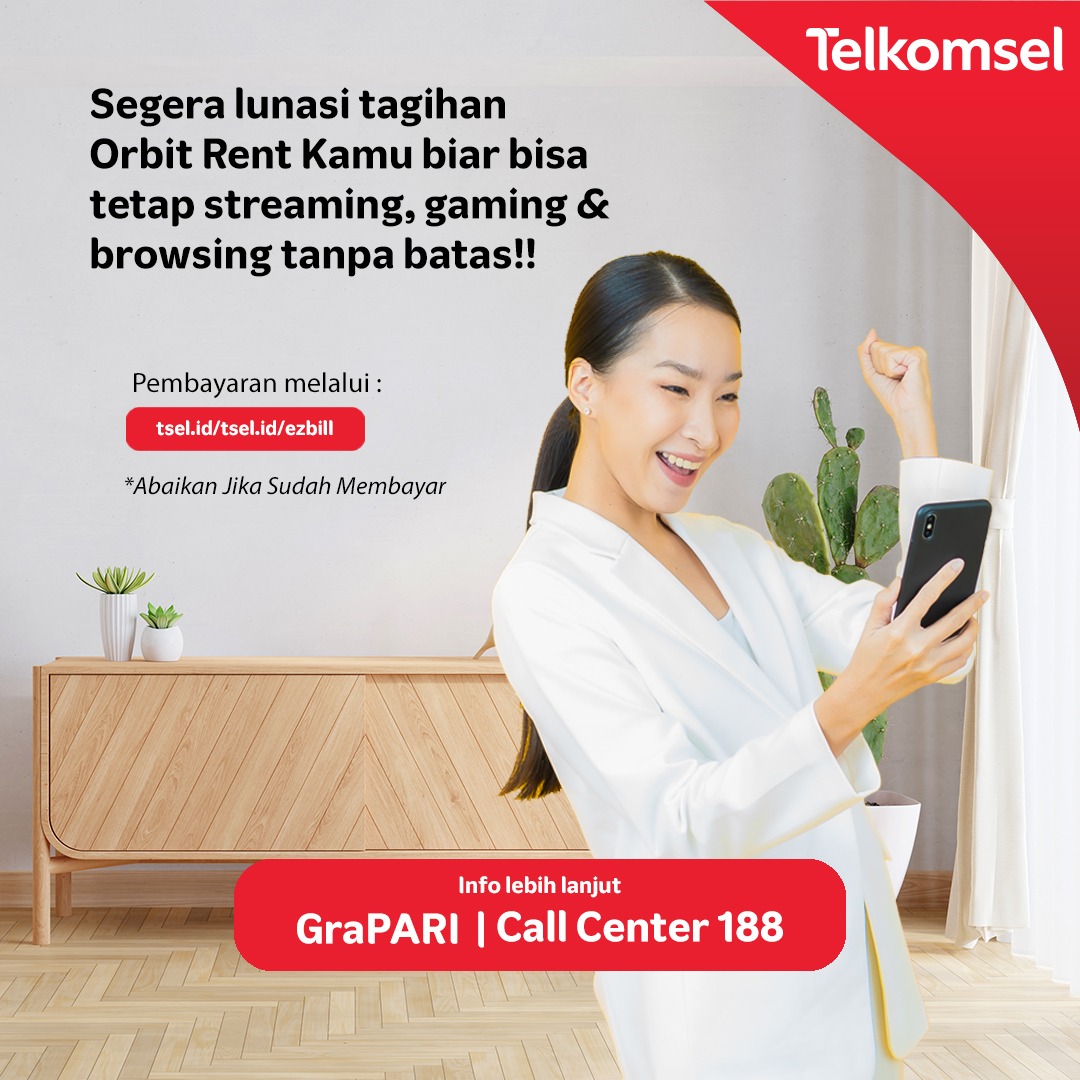 Telkomsel
Segera lunasi tagihan
Orbit Rent Kamu biar bisa
tetap streaming, gaming &
browsing tanpa batas!!
Pembayaran melalui :
tsel.id/tsel.id/ezbill
*Abaikan Jika Sudah Membayar
Info lebih lanjut
GraPARI | Call Center 188